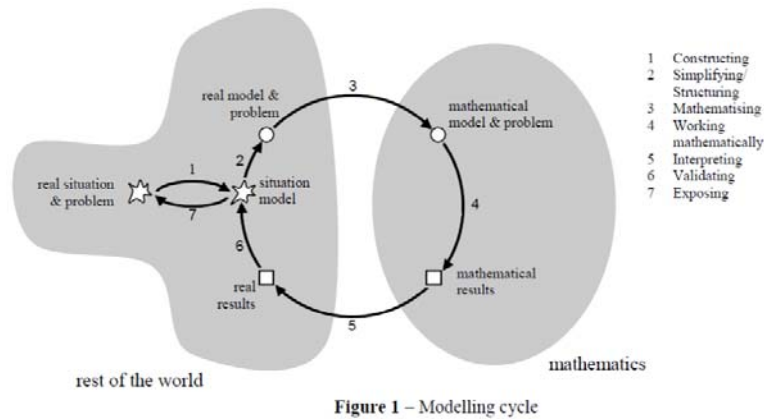 3
real model &
problem
mathematical
model & problem
1 Constructing
2 Simplifying/
Structuring
3 Mathematising
4 Working
mathematically
5 Interpreting
6 Validating
7 Exposing
1
2
real situation
& problem
situation
model
7
4
6
real
results
mathematical
results
5
rest of the world
mathematics
Figure 1 – Modelling cycle